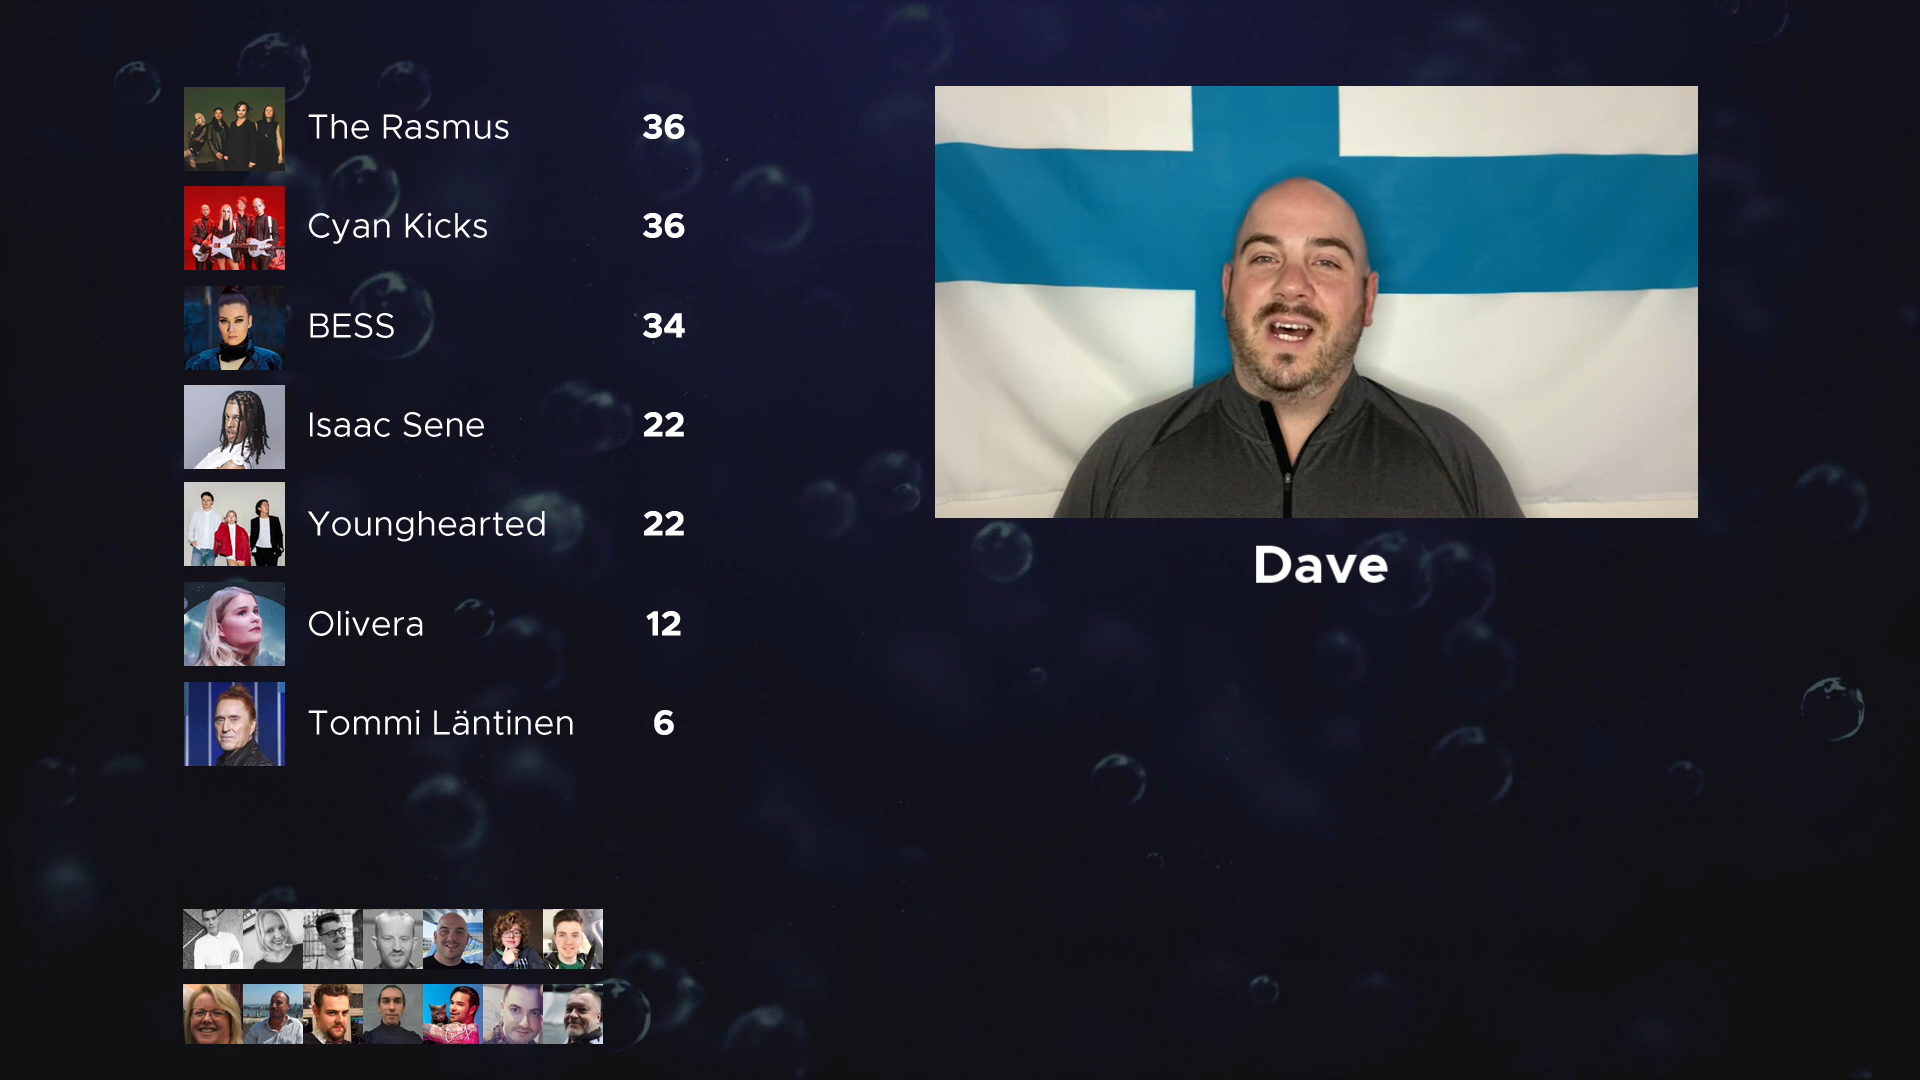 The Rasmus 36
Cyan Kicks 36
BESS 34
Isaac Sene 22
Younghearted 22
Olivera 12
Tommi Läntinen 6
Dave